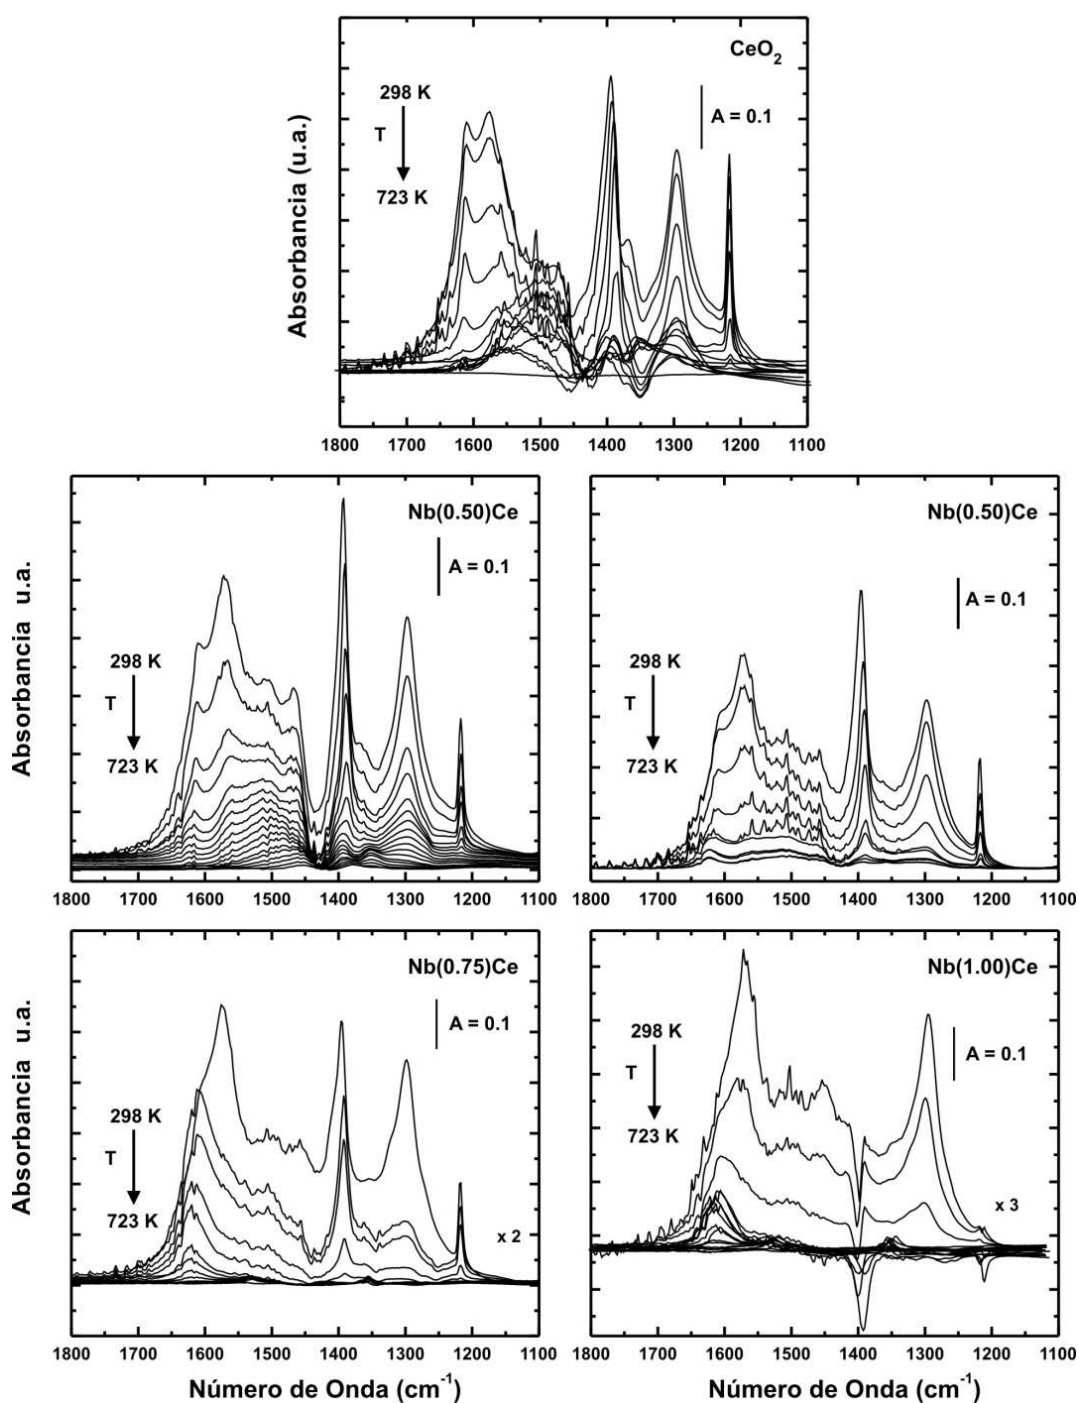 CeO2
298 K
T
723 K
A = 0.1
Absorbancia (u.a.)
1800 1700 1600 1500 1400 1300 1200 1100
Nb(0.50)Ce
A = 0.1
298 K
T
723 K
Absorbancia u.a.
1800 1700 1600 1500 1400 1300 1200 1100
Nb(0.50)Ce
A = 0.1
298 K
T
723 K
1800 1700 1600 1500 1400 1300 1200 1100
Nb(0.75)Ce
A = 0.1
298 K
T
723 K
x 2
Absorbancia u.a.
1800 1700 1600 1500 1400 1300 1200 1100
Número de Onda (cm-1)
Nb(1.00)Ce
298 K
A = 0.1
T
723 K
x 3
1800 1700 1600 1500 1400 1300 1200 1100
Número de Onda (cm-1)